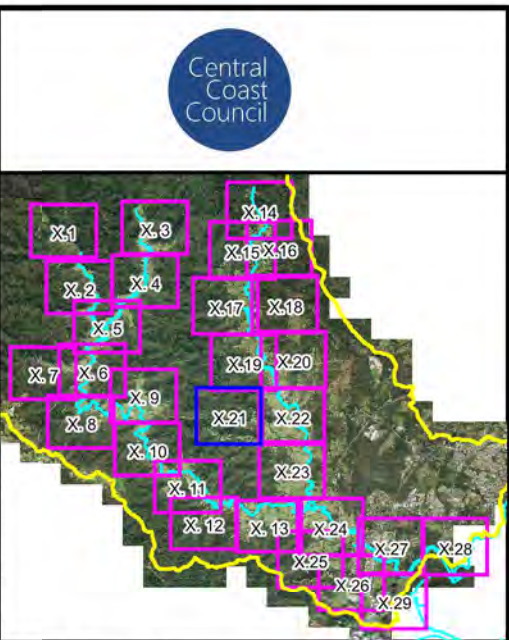 Central
Coast
Council
X.1
X. 3
X.14
X.15
X.16
X. 2
X. 4
X.17
X.18
X. 5
X. 7
X. 6
X. 9
X.19
X.20
X. 8
X.21
X.22
X. 10
X. 11
X.23
X. 12
X. 13
X.24
X.27
X.28
X.25
X.26
X.29